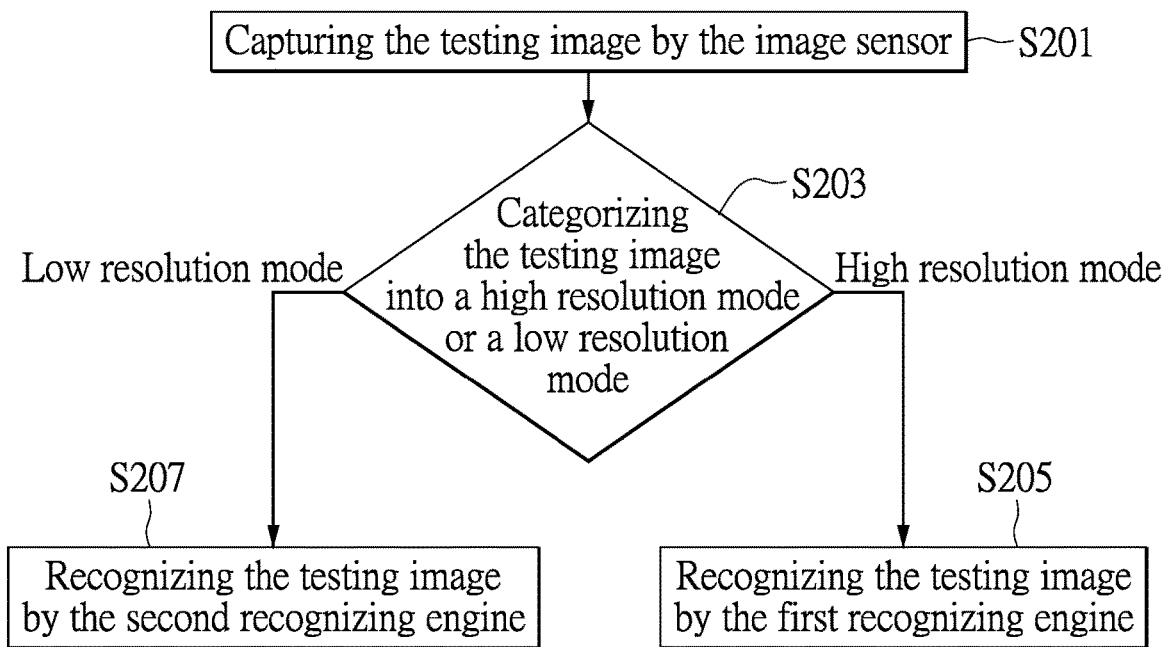 Capturing the testing image by the image sensor
S201
S203
Categorizing
the testing image
into a high resolution mode
or a low resolution
mode
Low resolution mode
High resolution mode
S207
S205
Recognizing the testing image
by the second recognizing engine
Recognizing the testing image
by the first recognizing engine